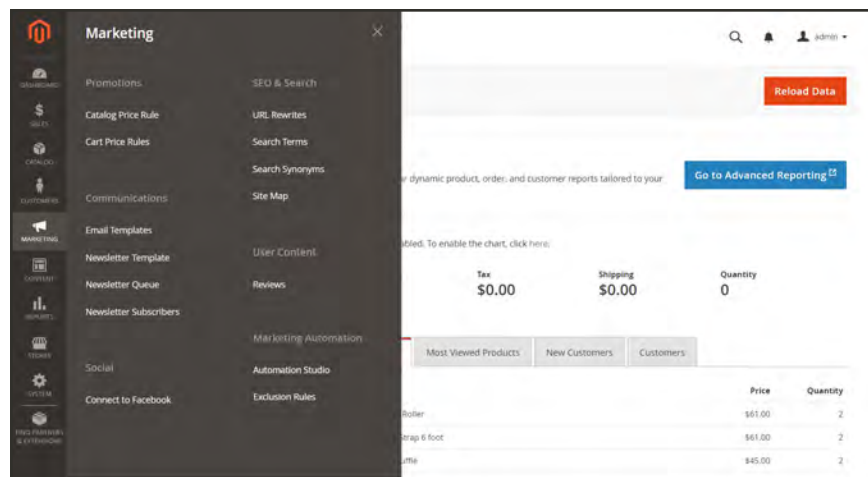 Marketing
Promotions
Catalog Price Rule
Cart Price Rules
Communications
Email Templates
Newsletter Template
Newsletter Queue
Newsletter Subscribers
Social
Connect to Facebook
SEO & Search
URL Rewrites
Search Terms
Search Synonyms
Site Map
User Content
Reviews
Marketing Automation
Automation Studio
Exclusion Rules
DASHBOARD
SALES
CATALOG
CUSTOMERS
MARKETING
CONTENT
REPORTS
STORES
SYSTEM
FIND PARTNERS
& EXTENSIONS
admin
Reload Data
dynamic product, order, and customer reports tailored to your
Go to Advanced Reporting
abled. To enable the chart, click here.
Tax Shipping Quantity
$0.00 $0.00 0
Most Viewed Products New Customers Customers
Price Quantity
Roller $61.00 2
Strap 6 foot $61.00 2
uffle $45.00 2